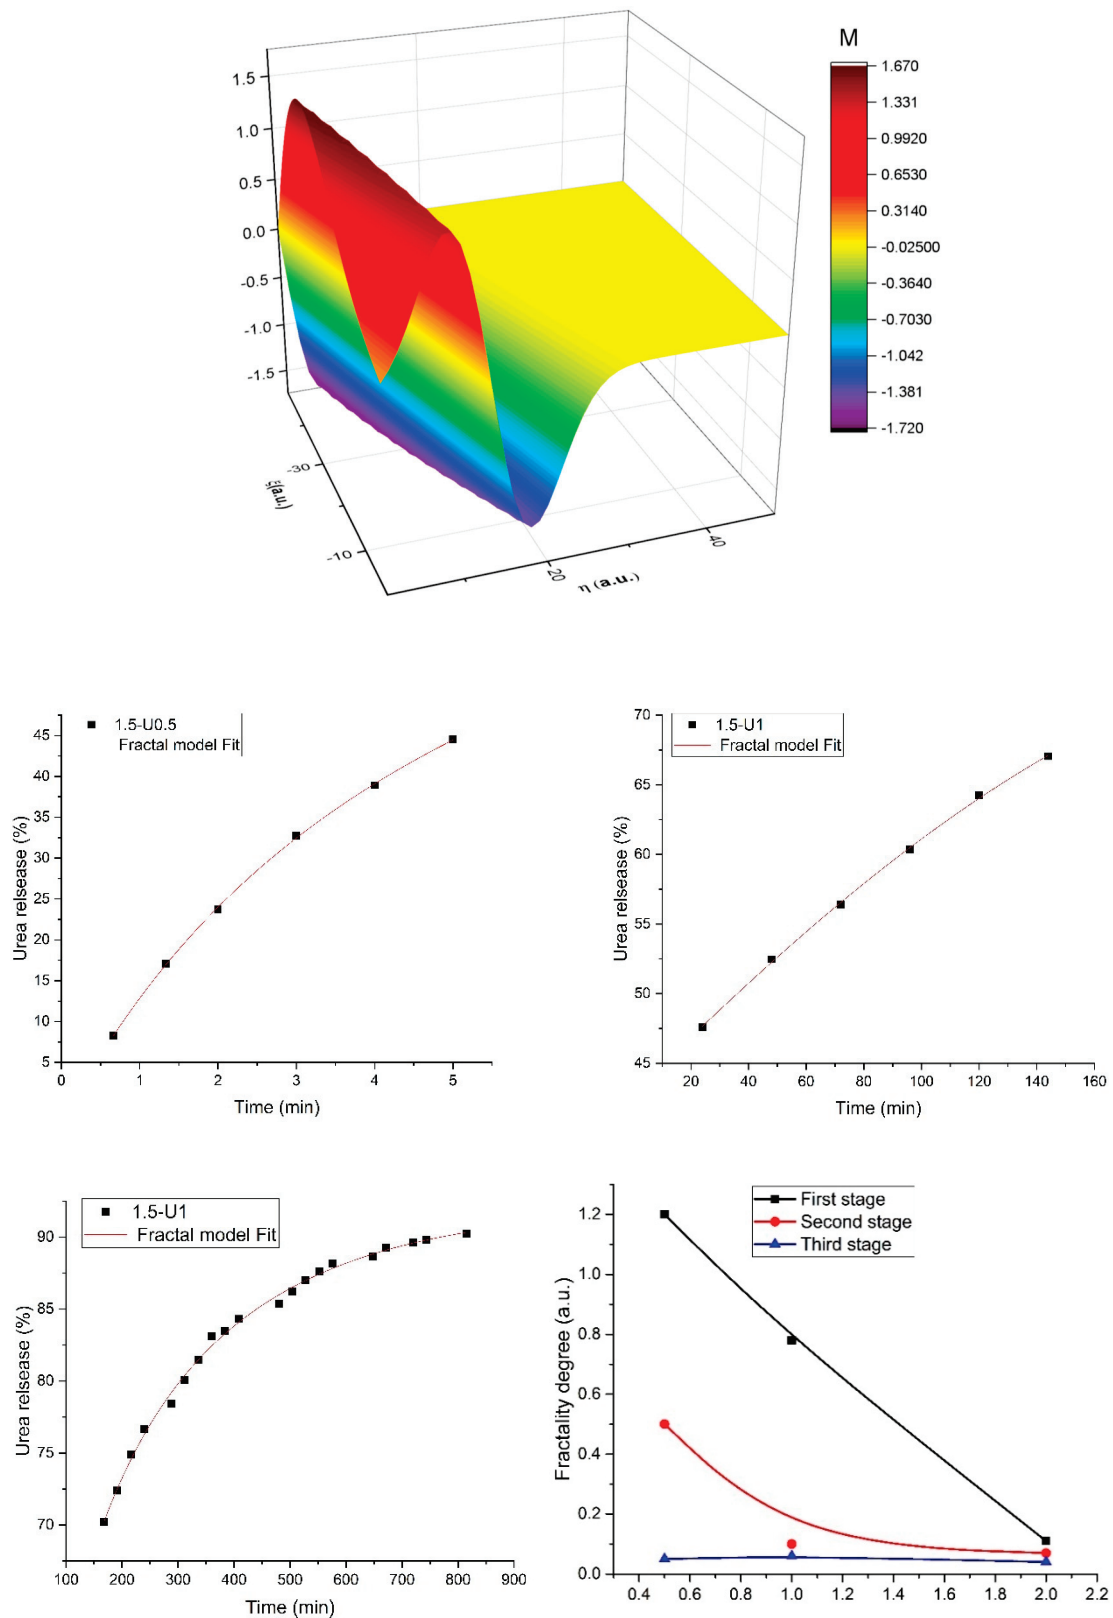 M
1.5
1.0
0.5
0.0
-0.5
-1.0
-1.5
1.670
1.331
0.9920
0.6530
0.3140
-0.02500
-0.3640
-0.7030
-1.042
-1.381
-1.720
-30
-10
ξ(a.u.)
20
40
η (a.u.)
1.5-U0.5
Fractal model Fit
Urea relsease (%)
45
40
35
30
25
20
15
10
5
0 1 2 3 4 5
Time (min)
1.5-U1
Fractal model Fit
Urea relsease (%)
70
65
60
55
50
45
20 40 60 80 100 120 140 160
Time (min)
1.5-U1
Fractal model Fit
Urea relsease (%)
90
85
80
75
70
100 200 300 400 500 600 700 800 900
Time (min)
First stage
Second stage
Third stage
Fractality degree (a.u.)
1.2
1.0
0.8
0.6
0.4
0.2
0.0
0.4 0.6 0.8 1.0 1.2 1.4 1.6 1.8 2.0 2.2